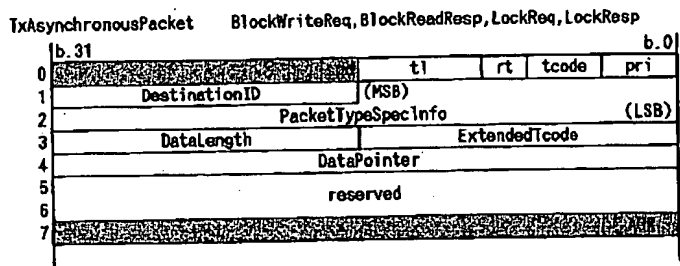 TxAsynchronousPacket BlockWriteReq,BlockReadResp,LockReq,LockResp
b.31 b.0
0 tl rt tcode pri
1 DestinationID (MSB)
2 PacketTypeSpecInfo (LSB)
3 DataLength ExtendedTcode
4 DataPointer
5
reserved
6
7